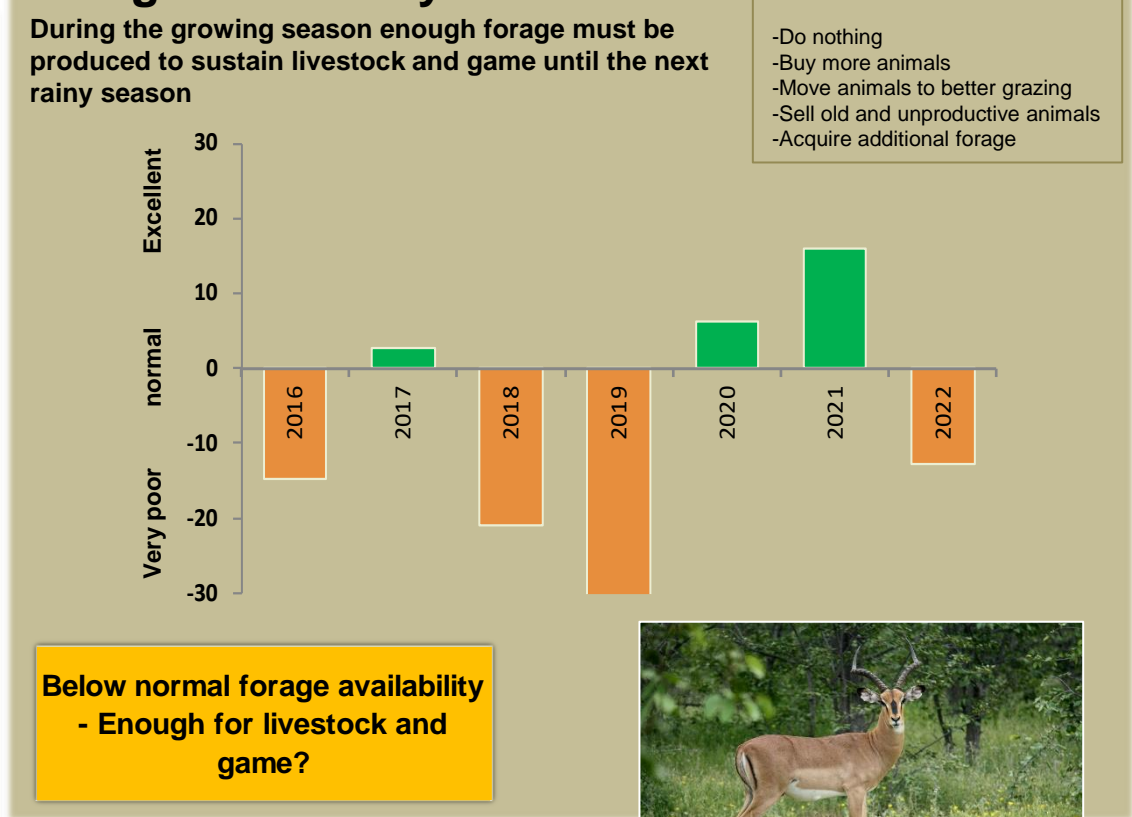 During the growing season enough forage must be
produced to sustain livestock and game until the next
rainy season
-Do nothing
-Buy more animals
-Move animals to better grazing
-Sell old and unproductive animals
-Acquire additional forage
30
20
10
0
-10
-20
-30
Excellent
normal
Very poor
2016
2017
2018
2019
2020
2021
2022
Below normal forage availability
- Enough for livestock and
game?